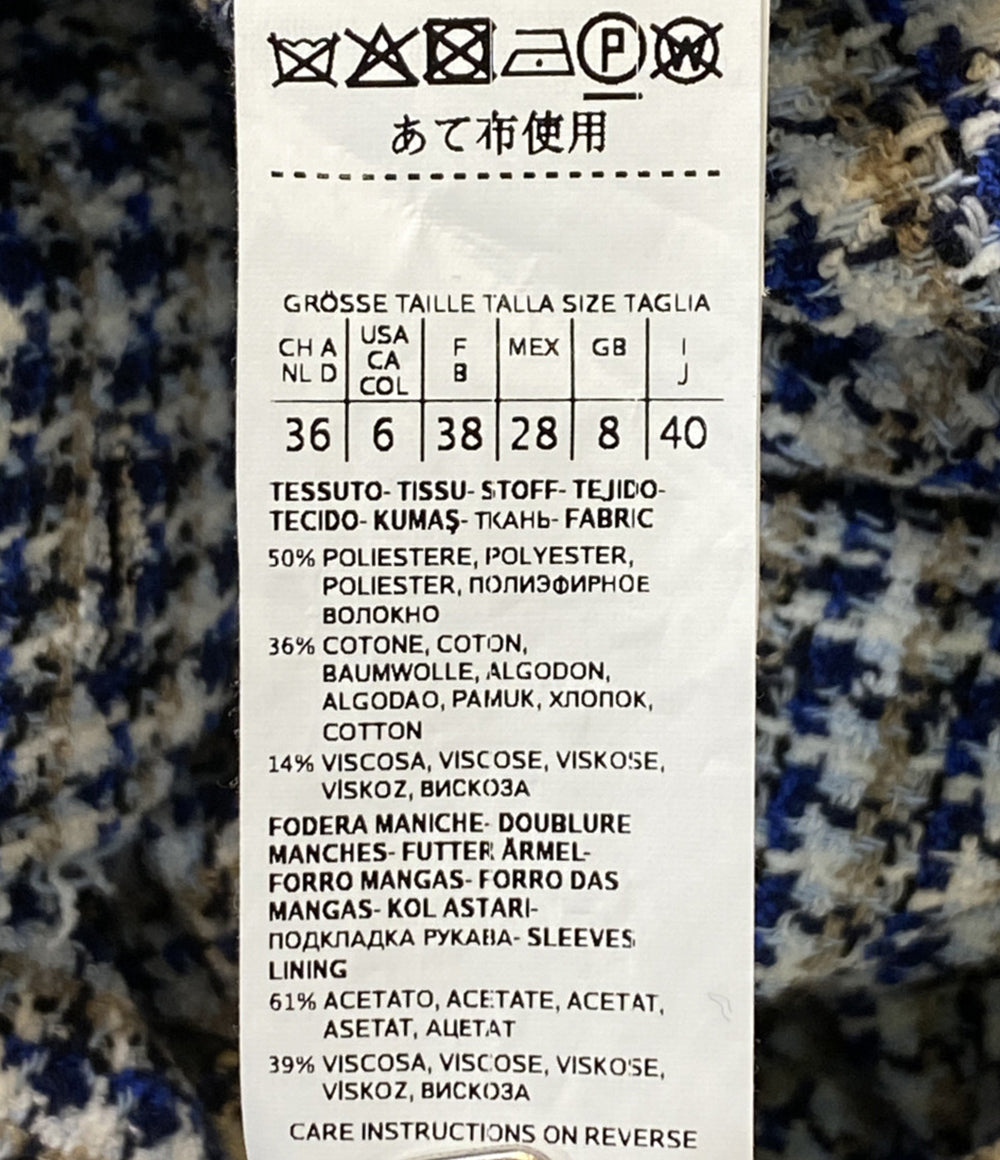 P W
あて布使用
GRÖSSE TAILLE TALLA SIZE TAGLIA
CH A NL D USA CA COL F B MEX GB I J
36 6 38 28 8 40
TESSUTO- TISSU- STOFF- TEJIDO-
TECIDO- KUMAŞ- ТКАНЬ- FABRIC
50% POLIESTERE, POLYESTER,
POLIESTER, ПОЛИЭФИРНОЕ
ВОЛОКНО
36% COTONE, COTON,
BAUMWOLLE, ALGODON,
ALGODAO, PAMUK, ХЛОПОК,
COTTON
14% VISCOSA, VISCOSE, VISKOSE,
VİSKOZ, ВИСКОЗА
FODERA MANICHE- DOUBLURE
MANCHES- FUTTER ÄRMEL-
FORRO MANGAS- FORRO DAS
MANGAS- KOL ASTARI-
ПОДКЛАДКА РУКАВА- SLEEVES
LINING
61% ACETATO, ACETATE, ACETAT,
ASETAT, АЦЕТАТ
39% VISCOSA, VISCOSE, VISKOSE,
VİSKOZ, ВИСКОЗА
CARE INSTRUCTIONS ON REVERSE